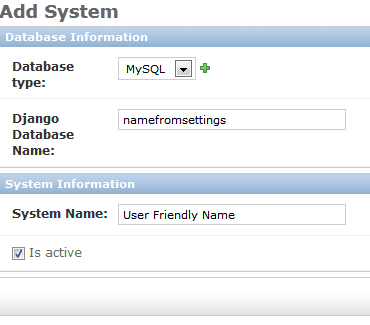 Add System
Database Information
Database
type:
MySQL
Django
Database
Name:
namefromsettings
System Information
System Name:
User Friendly Name
Is active